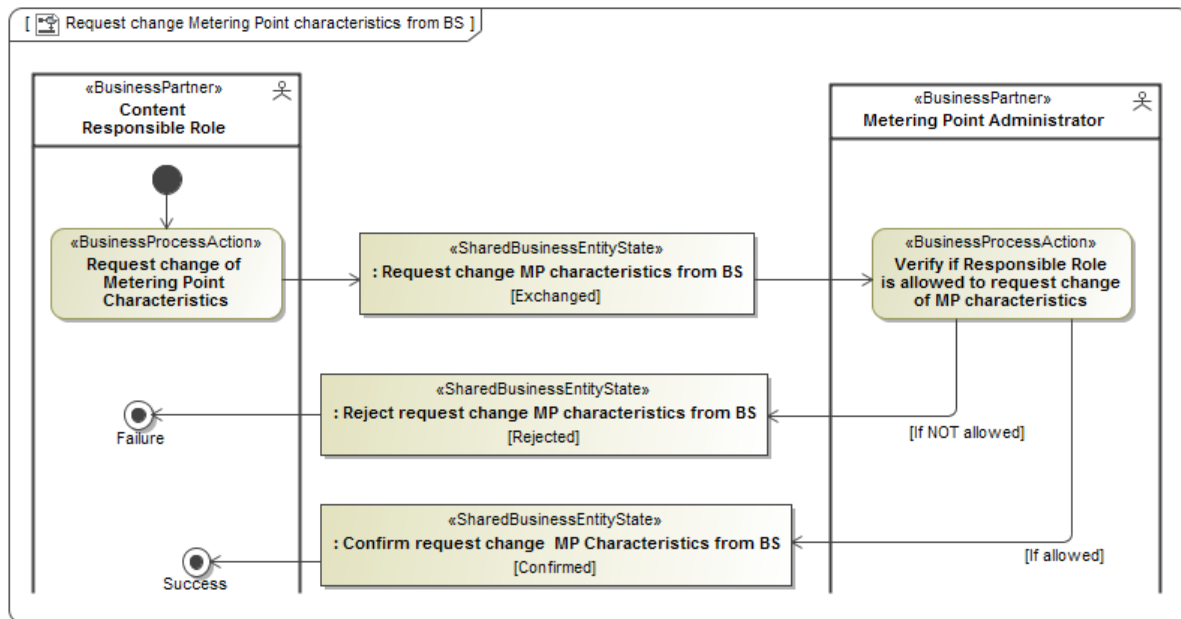 [ Request change Metering Point characteristics from BS ]
«BusinessPartner»
Content
Responsible Role
«BusinessPartner»
Metering Point Administrator
«BusinessProcessAction»
Request change of
Metering Point
Characteristics
«SharedBusinessEntityState»
: Request change MP characteristics from BS
[Exchanged]
«BusinessProcessAction»
Verify if Responsible Role
is allowed to request change
of MP characteristics
«SharedBusinessEntityState»
: Reject request change MP characteristics from BS
[Rejected]
Failure
[If NOT allowed]
«SharedBusinessEntityState»
: Confirm request change  MP Characteristics from BS
[Confirmed]
Success
[If allowed]